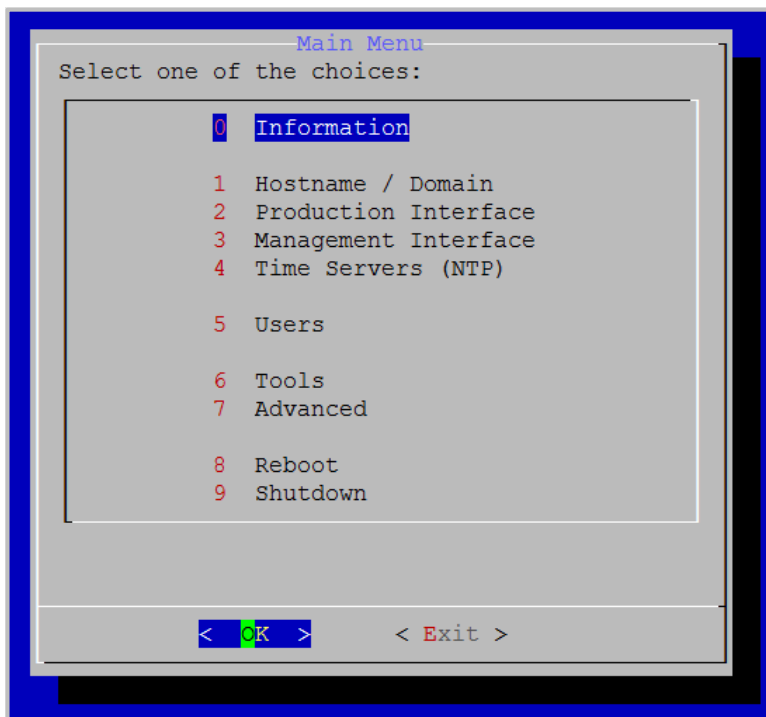 Main Menu
Select one of the choices:
0 Information
1 Hostname / Domain
2 Production Interface
3 Management Interface
4 Time Servers (NTP)
5 Users
6 Tools
7 Advanced
8 Reboot
9 Shutdown
< OK > < Exit >